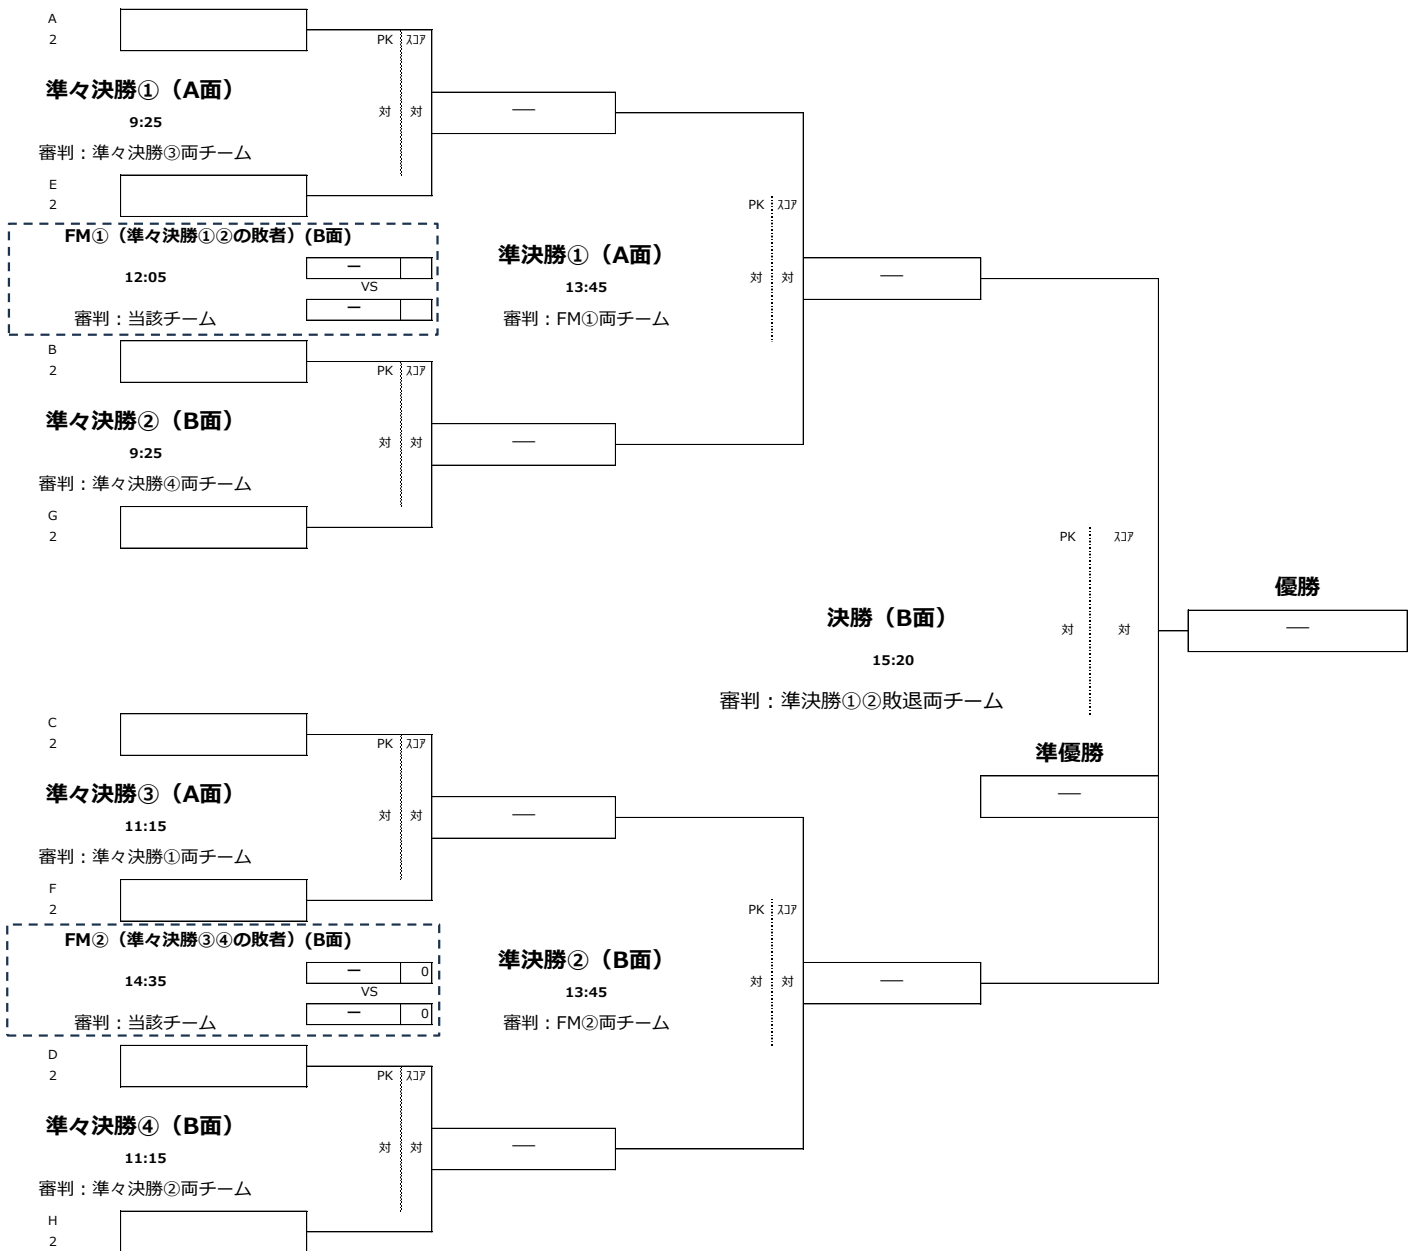 A
2
PK ｽｺｱ
準々決勝①（A面）
9:25
対 対
―
審判：準々決勝③両チーム
E
2
FM①（準々決勝①②の敗者）(B面)
12:05
ー
VS
ー
審判：当該チーム
PK ｽｺｱ
準決勝①（A面）
13:45
対 対
―
審判：FM①両チーム
B
2
PK ｽｺｱ
準々決勝②（B面）
9:25
対 対
―
審判：準々決勝④両チーム
G
2
PK ｽｺｱ
決勝（B面）
15:20
対 対
審判：準決勝①②敗退両チーム
優勝
―
準優勝
―
C
2
PK ｽｺｱ
準々決勝③（A面）
11:15
対 対
―
審判：準々決勝①両チーム
F
2
FM②（準々決勝③④の敗者）(B面)
14:35
ー 0
VS
ー 0
審判：当該チーム
PK ｽｺｱ
準決勝②（B面）
13:45
対 対
―
審判：FM②両チーム
D
2
PK ｽｺｱ
準々決勝④（B面）
11:15
対 対
―
審判：準々決勝②両チーム
H
2